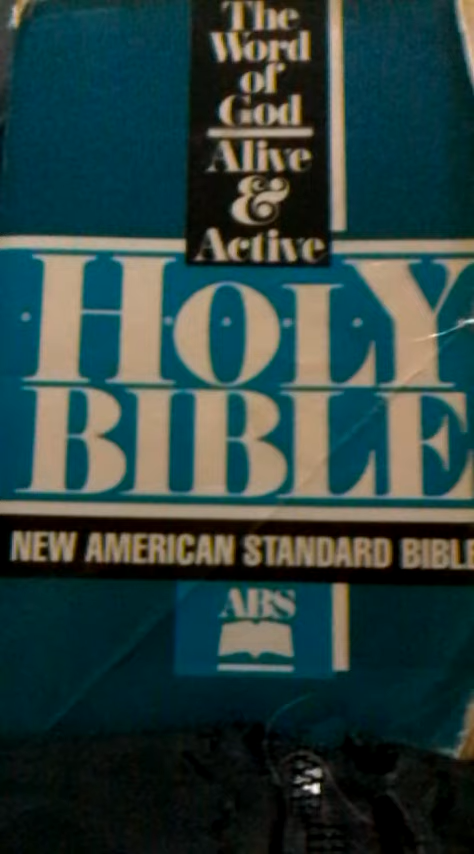 The
Word
of
God
Alive
&
Active
HOLY
BIBLE
NEW AMERICAN STANDARD BIBLE
ABS